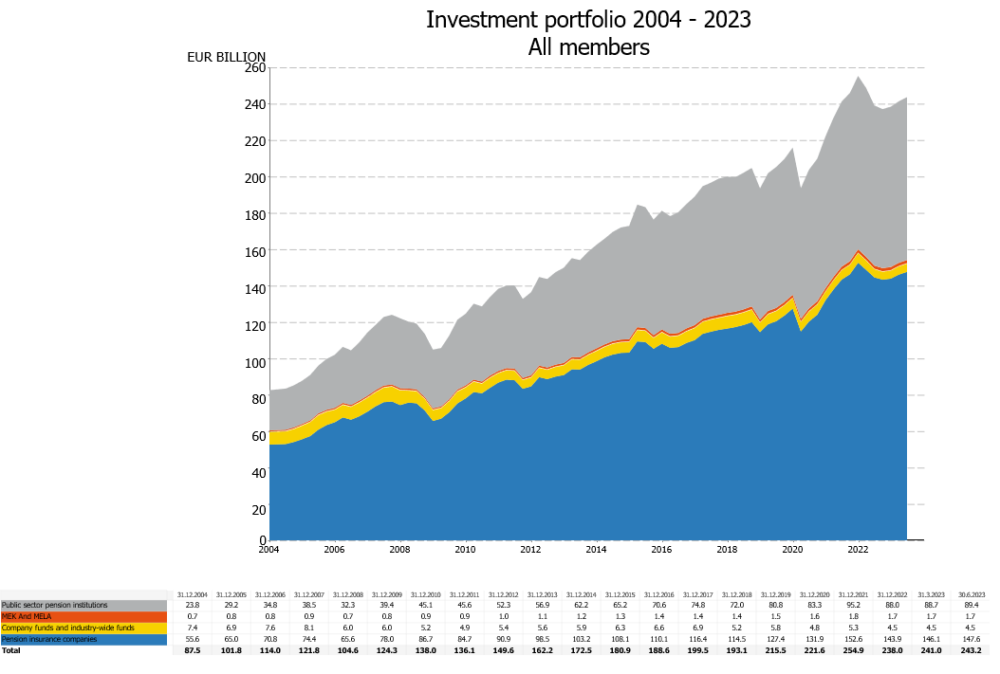 Investment portfolio 2004 - 2023
All members
EUR BILLION
260
240
220
200
180
160
140
120
100
80
60
40
20
0
2004 2006 2008 2010 2012 2014 2016 2018 2020 2022
31.12.2004 31.12.2005 31.12.2006 31.12.2007 31.12.2008 31.12.2009 31.12.2010 31.12.2011 31.12.2012 31.12.2013 31.12.2014 31.12.2015 31.12.2016 31.12.2017 31.12.2018 31.12.2019 31.12.2020 31.12.2021 31.12.2022 31.3.2023 30.6.2023
Public sector pension institutions 23.8 29.2 34.8 38.5 32.3 39.4 45.1 45.6 52.3 56.9 62.2 65.2 70.6 74.8 72.0 80.8 83.3 95.2 88.0 88.7 89.4
MEK And MELA 0.7 0.8 0.8 0.9 0.7 0.8 0.9 0.9 1.0 1.1 1.2 1.3 1.4 1.4 1.4 1.5 1.6 1.8 1.7 1.7 1.7
Company funds and industry-wide funds 7.4 6.9 7.6 8.1 6.0 6.0 5.2 4.9 5.4 5.6 5.9 6.3 6.6 6.9 5.2 5.8 4.8 5.3 4.5 4.5 4.5
Pension insurance companies 55.6 65.0 70.8 74.4 65.6 78.0 86.7 84.7 90.9 98.5 103.2 108.1 110.1 116.4 114.5 127.4 131.9 152.6 143.9 146.1 147.6
Total 87.5 101.8 114.0 121.8 104.6 124.3 138.0 136.1 149.6 162.2 172.5 180.9 188.6 199.5 193.1 215.5 221.6 254.9 238.0 241.0 243.2